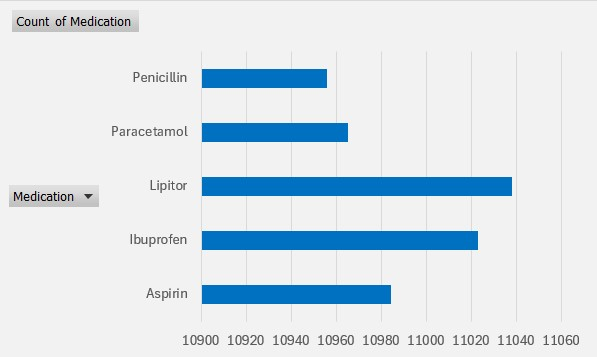 Count of Medication
Penicillin
Paracetamol
Lipitor
Medication
Ibuprofen
Aspirin
10900 10920 10940 10960 10980 11000 11020 11040 11060